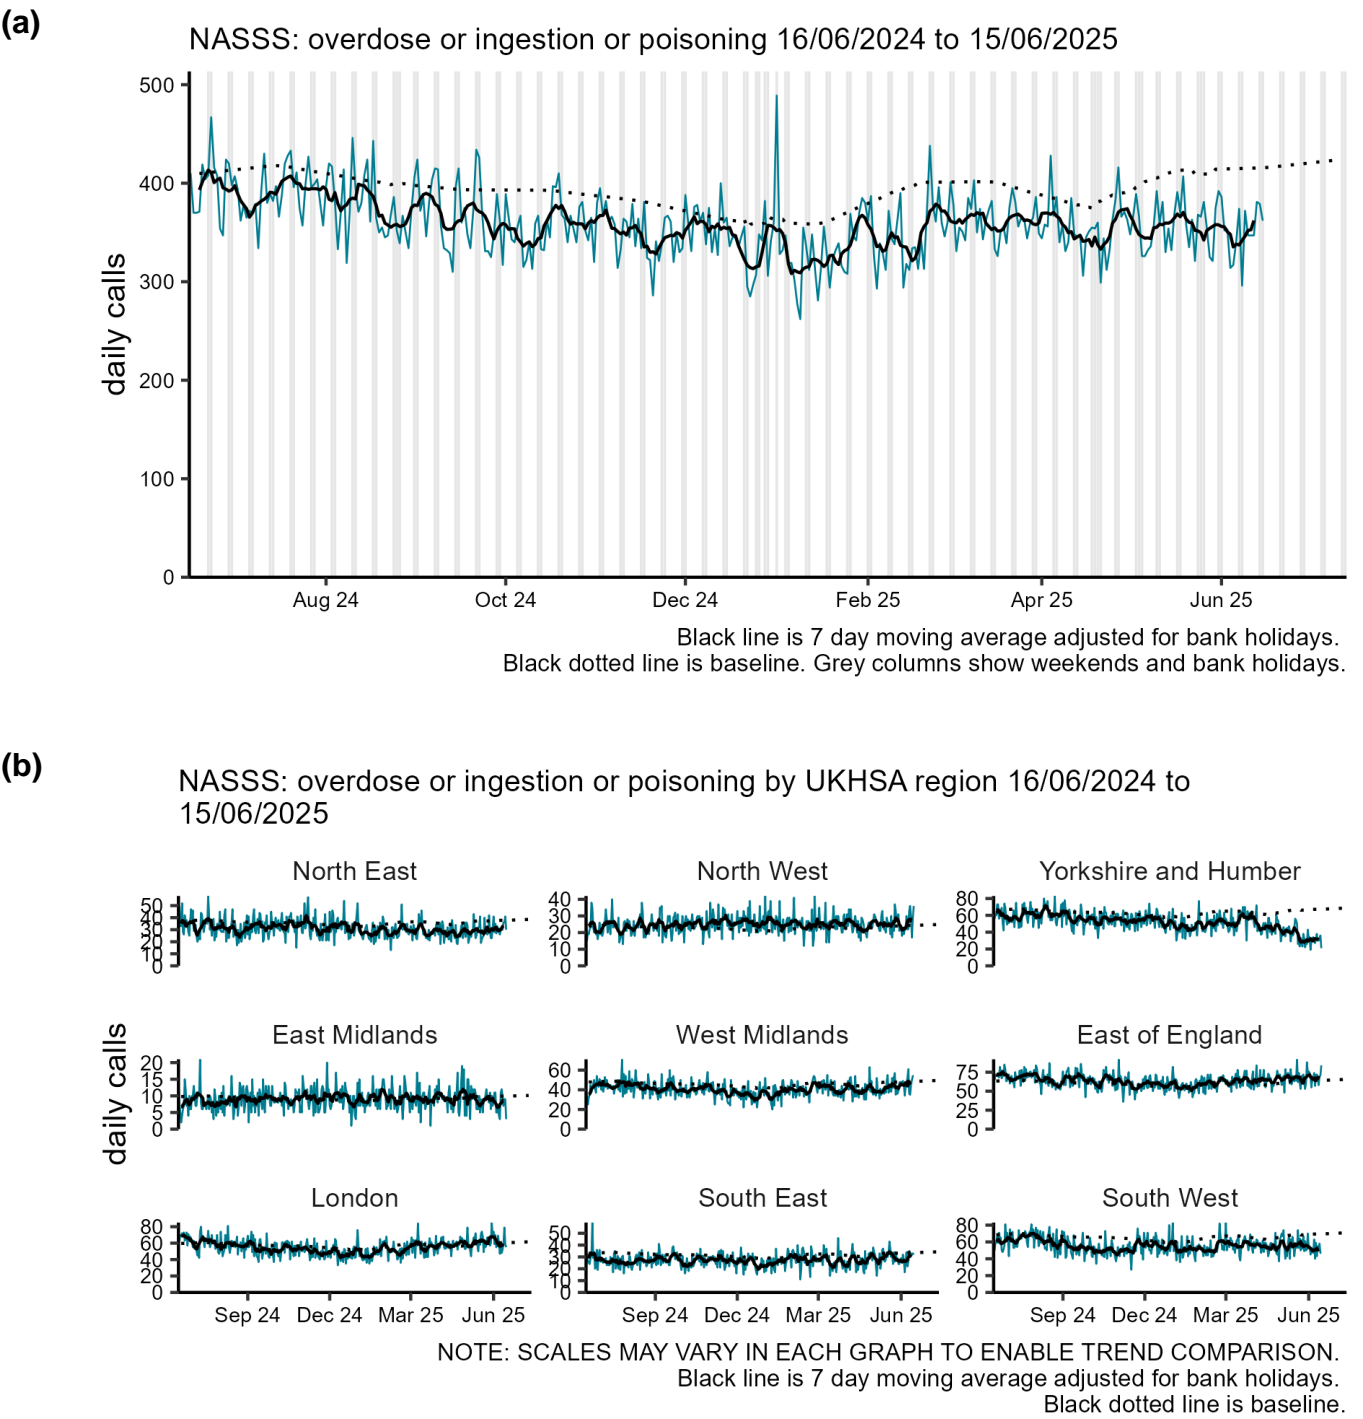 (a)
NASSS: overdose or ingestion or poisoning 16/06/2024 to 15/06/2025
daily calls
500
400
300
200
100
0
Aug 24 Oct 24 Dec 24 Feb 25 Apr 25 Jun 25
Black line is 7 day moving average adjusted for bank holidays.
Black dotted line is baseline. Grey columns show weekends and bank holidays.
(b)
NASSS: overdose or ingestion or poisoning by UKHSA region 16/06/2024 to
15/06/2025
daily calls
North East
50
40
30
20
10
0
North West
40
30
20
10
0
Yorkshire and Humber
80
60
40
20
0
East Midlands
20
15
10
5
0
West Midlands
60
40
20
0
East of England
75
50
25
0
London
80
60
40
20
0
South East
50
40
30
20
10
0
South West
80
60
40
20
0
Sep 24 Dec 24 Mar 25 Jun 25
Sep 24 Dec 24 Mar 25 Jun 25
Sep 24 Dec 24 Mar 25 Jun 25
NOTE: SCALES MAY VARY IN EACH GRAPH TO ENABLE TREND COMPARISON.
Black line is 7 day moving average adjusted for bank holidays.
Black dotted line is baseline.